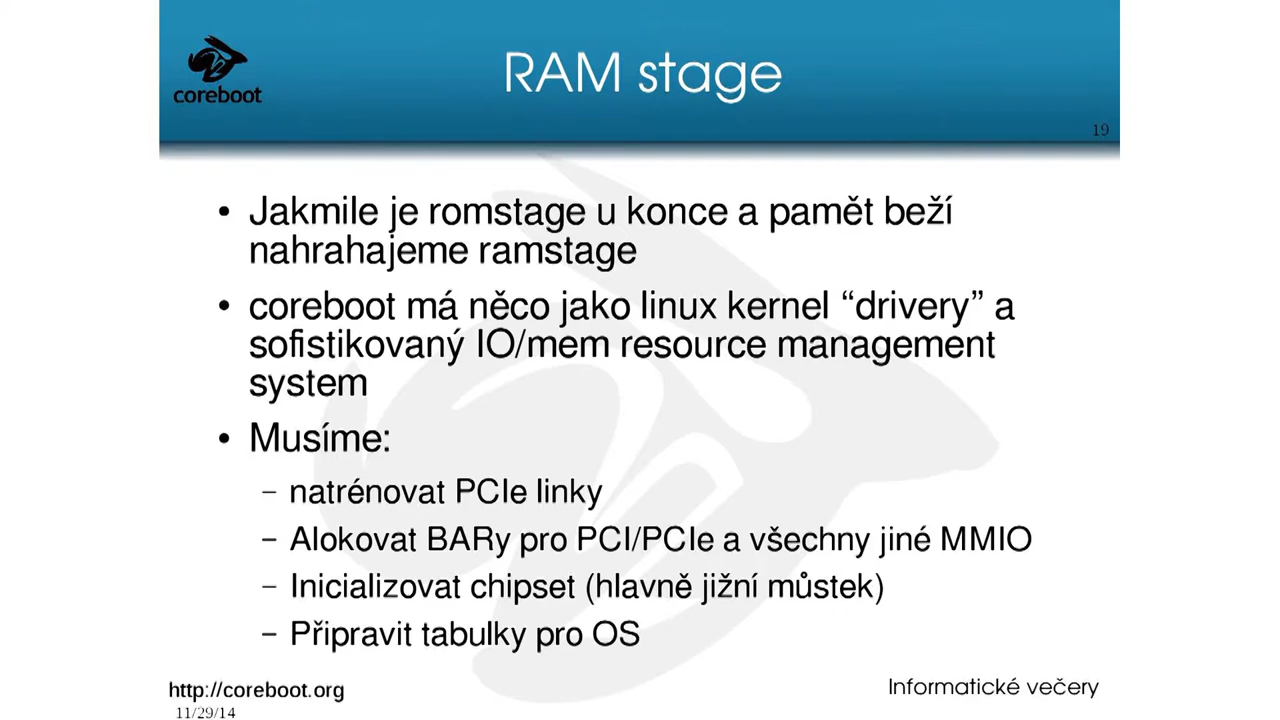 coreboot
RAM stage
19
• Jakmile je romstage u konce a pamět beží
nahrahajeme ramstage
• coreboot má něco jako linux kernel “drivery” a
sofistikovaný IO/mem resource management
system
• Musíme:
– natrénovat PCIe linky
– Alokovat BARy pro PCI/PCIe a všechny jiné MMIO
– Inicializovat chipset (hlavně jižní můstek)
– Připravit tabulky pro OS
http://coreboot.org
Informatické večery
11/29/14